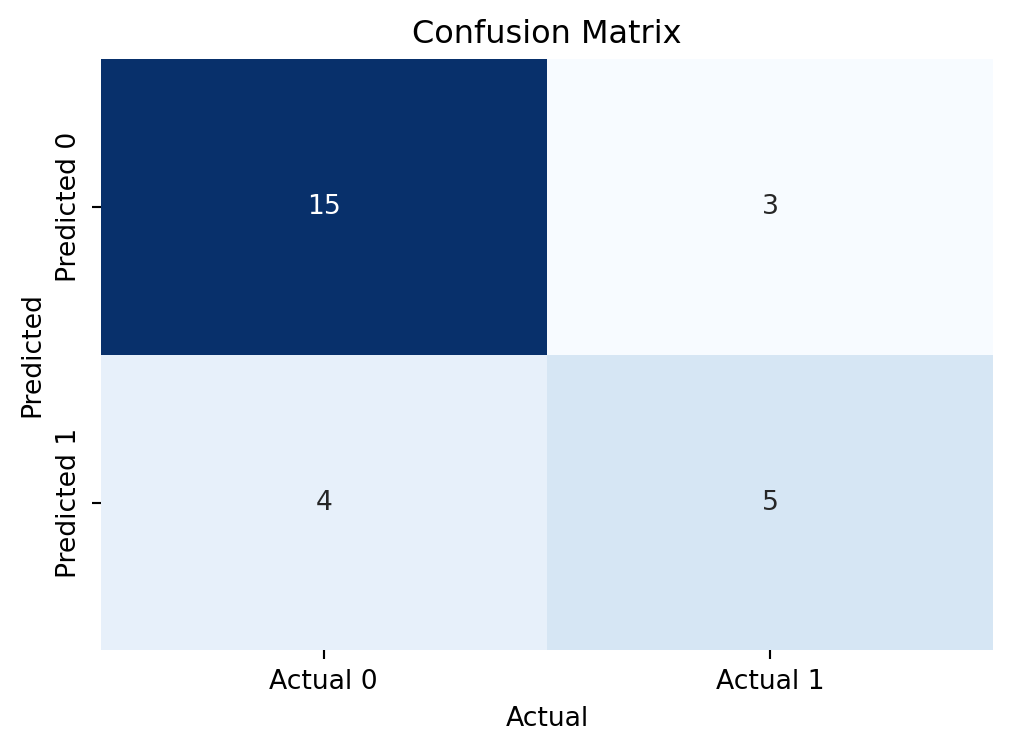 Confusion Matrix
Predicted
Predicted 0
15
3
Predicted 1
4
5
Actual 0
Actual 1
Actual